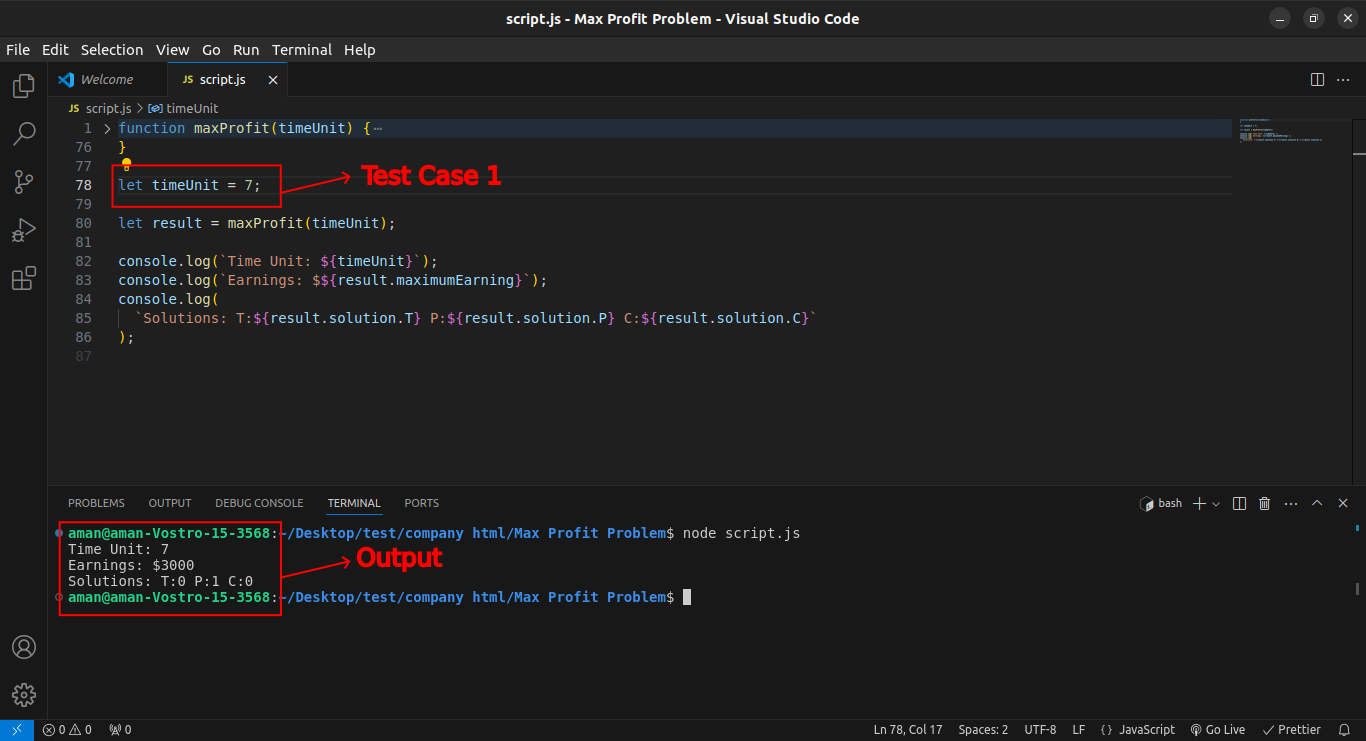 script.js - Max Profit Problem - Visual Studio Code
File Edit Selection View Go Run Terminal Help
Welcome JS script.js
JS script.js > timeUnit
1 function maxProfit(timeUnit) {⋯
76 }
77
78 let timeUnit = 7;
Test Case 1
79
80 let result = maxProfit(timeUnit);
81
82 console.log(`Time Unit: ${timeUnit}`);
83 console.log(`Earnings: $${result.maximumEarning}`);
84 console.log(
85 `Solutions: T:${result.solution.T} P:${result.solution.P} C:${result.solution.C}`
86 );
87
PROBLEMS OUTPUT DEBUG CONSOLE TERMINAL PORTS bash
aman@aman-Vostro-15-3568:~/Desktop/test/company html/Max Profit Problem$ node script.js
Time Unit: 7
Earnings: $3000
Solutions: T:0 P:1 C:0
Output
aman@aman-Vostro-15-3568:~/Desktop/test/company html/Max Profit Problem$
0 0 0 Ln 78, Col 17 Spaces: 2 UTF-8 LF {} JavaScript Go Live Prettier